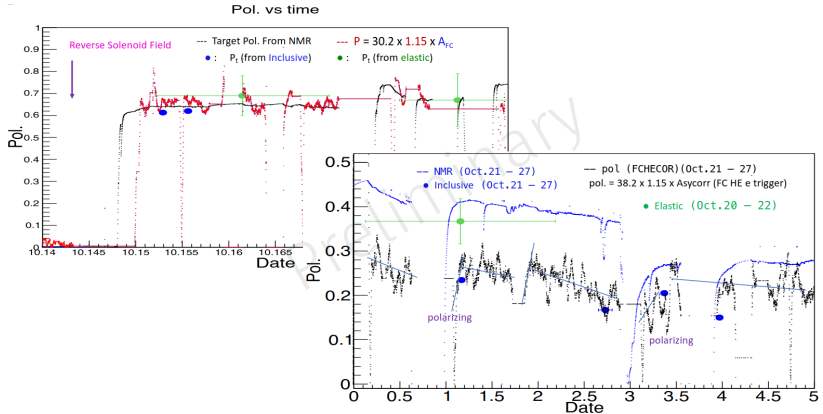 Pol. vs time
Reverse Solenoid Field
Target Pol. From NMR
P = 30.2 x 1.15 x A_FC
: P_t (from Inclusive)
: P_t (from elastic)
Pol.
1
0.9
0.8
0.7
0.6
0.5
0.4
0.3
0.2
0.1
0
10.14
10.145
10.15
10.155
10.16
10.165
Date
Preliminary
NMR (Oct.21 - 27)
Inclusive (Oct.21 - 27)
pol (FCHECOR)(Oct.21 - 27)
pol. = 38.2 x 1.15 x Asycorr (FC HE e trigger)
Elastic (Oct.20 - 22)
Pol.
0.5
0.4
0.3
0.2
0.1
0
polarizing
polarizing
0 0.5 1 1.5 2 2.5 3 3.5 4 4.5 5
Date